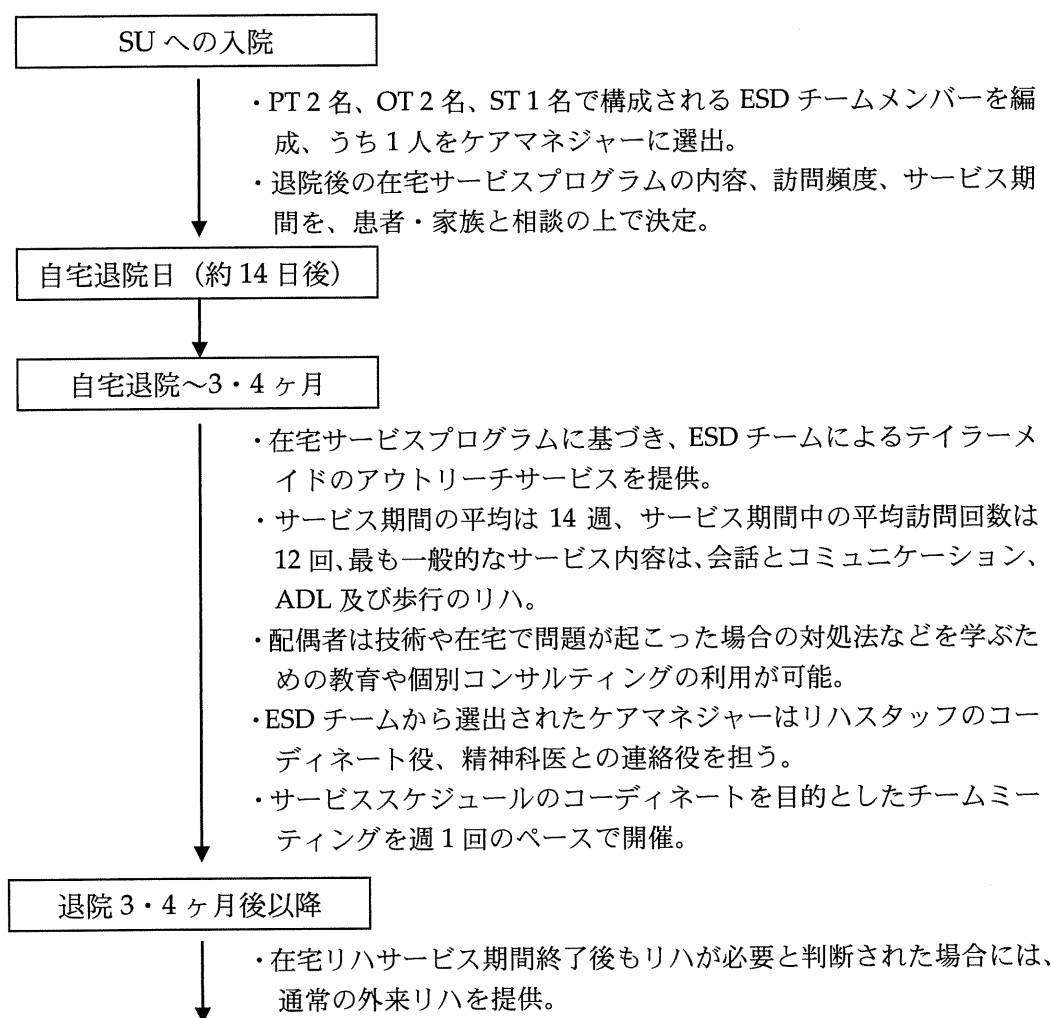 SU への入院
・PT 2 名、OT 2 名、ST 1 名で構成される ESD チームメンバーを編
成、うち 1 人をケアマネジャーに選出。
・退院後の在宅サービスプログラムの内容、訪問頻度、サービス期
間を、患者・家族と相談の上で決定。
自宅退院日（約 14 日後）
自宅退院～3・4 ヶ月
・在宅サービスプログラムに基づき、ESD チームによるテイラーメ
イドのアウトリーチサービスを提供。
・サービス期間の平均は 14 週、サービス期間中の平均訪問回数は
12 回、最も一般的なサービス内容は、会話とコミュニケーション、
ADL 及び歩行のリハ。
・配偶者は技術や在宅で問題が起こった場合の対処法などを学ぶた
めの教育や個別コンサルティングの利用が可能。
・ESD チームから選出されたケアマネジャーはリハスタッフのコー
ディネート役、精神科医との連絡役を担う。
・サービススケジュールのコーディネートを目的としたチームミー
ティングを週 1 回のペースで開催。
退院 3・4 ヶ月後以降
・在宅リハサービス期間終了後もリハが必要と判断された場合には、
通常の外来リハを提供。